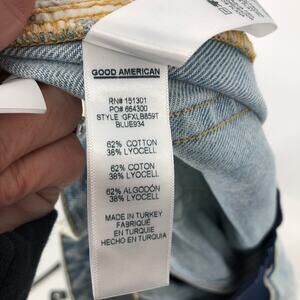 GOOD AMERICAN
RN# 151301
PO# 664300
STYLE GFXLB859T
BLUE934
62% COTTON
38% LYOCELL
62% COTON
38% LYOCELL
62% ALGODÓN
38% LYOCELL
MADE IN TURKEY
FABRIQUÉ
EN TURQUIE
HECHO EN TURQUIA